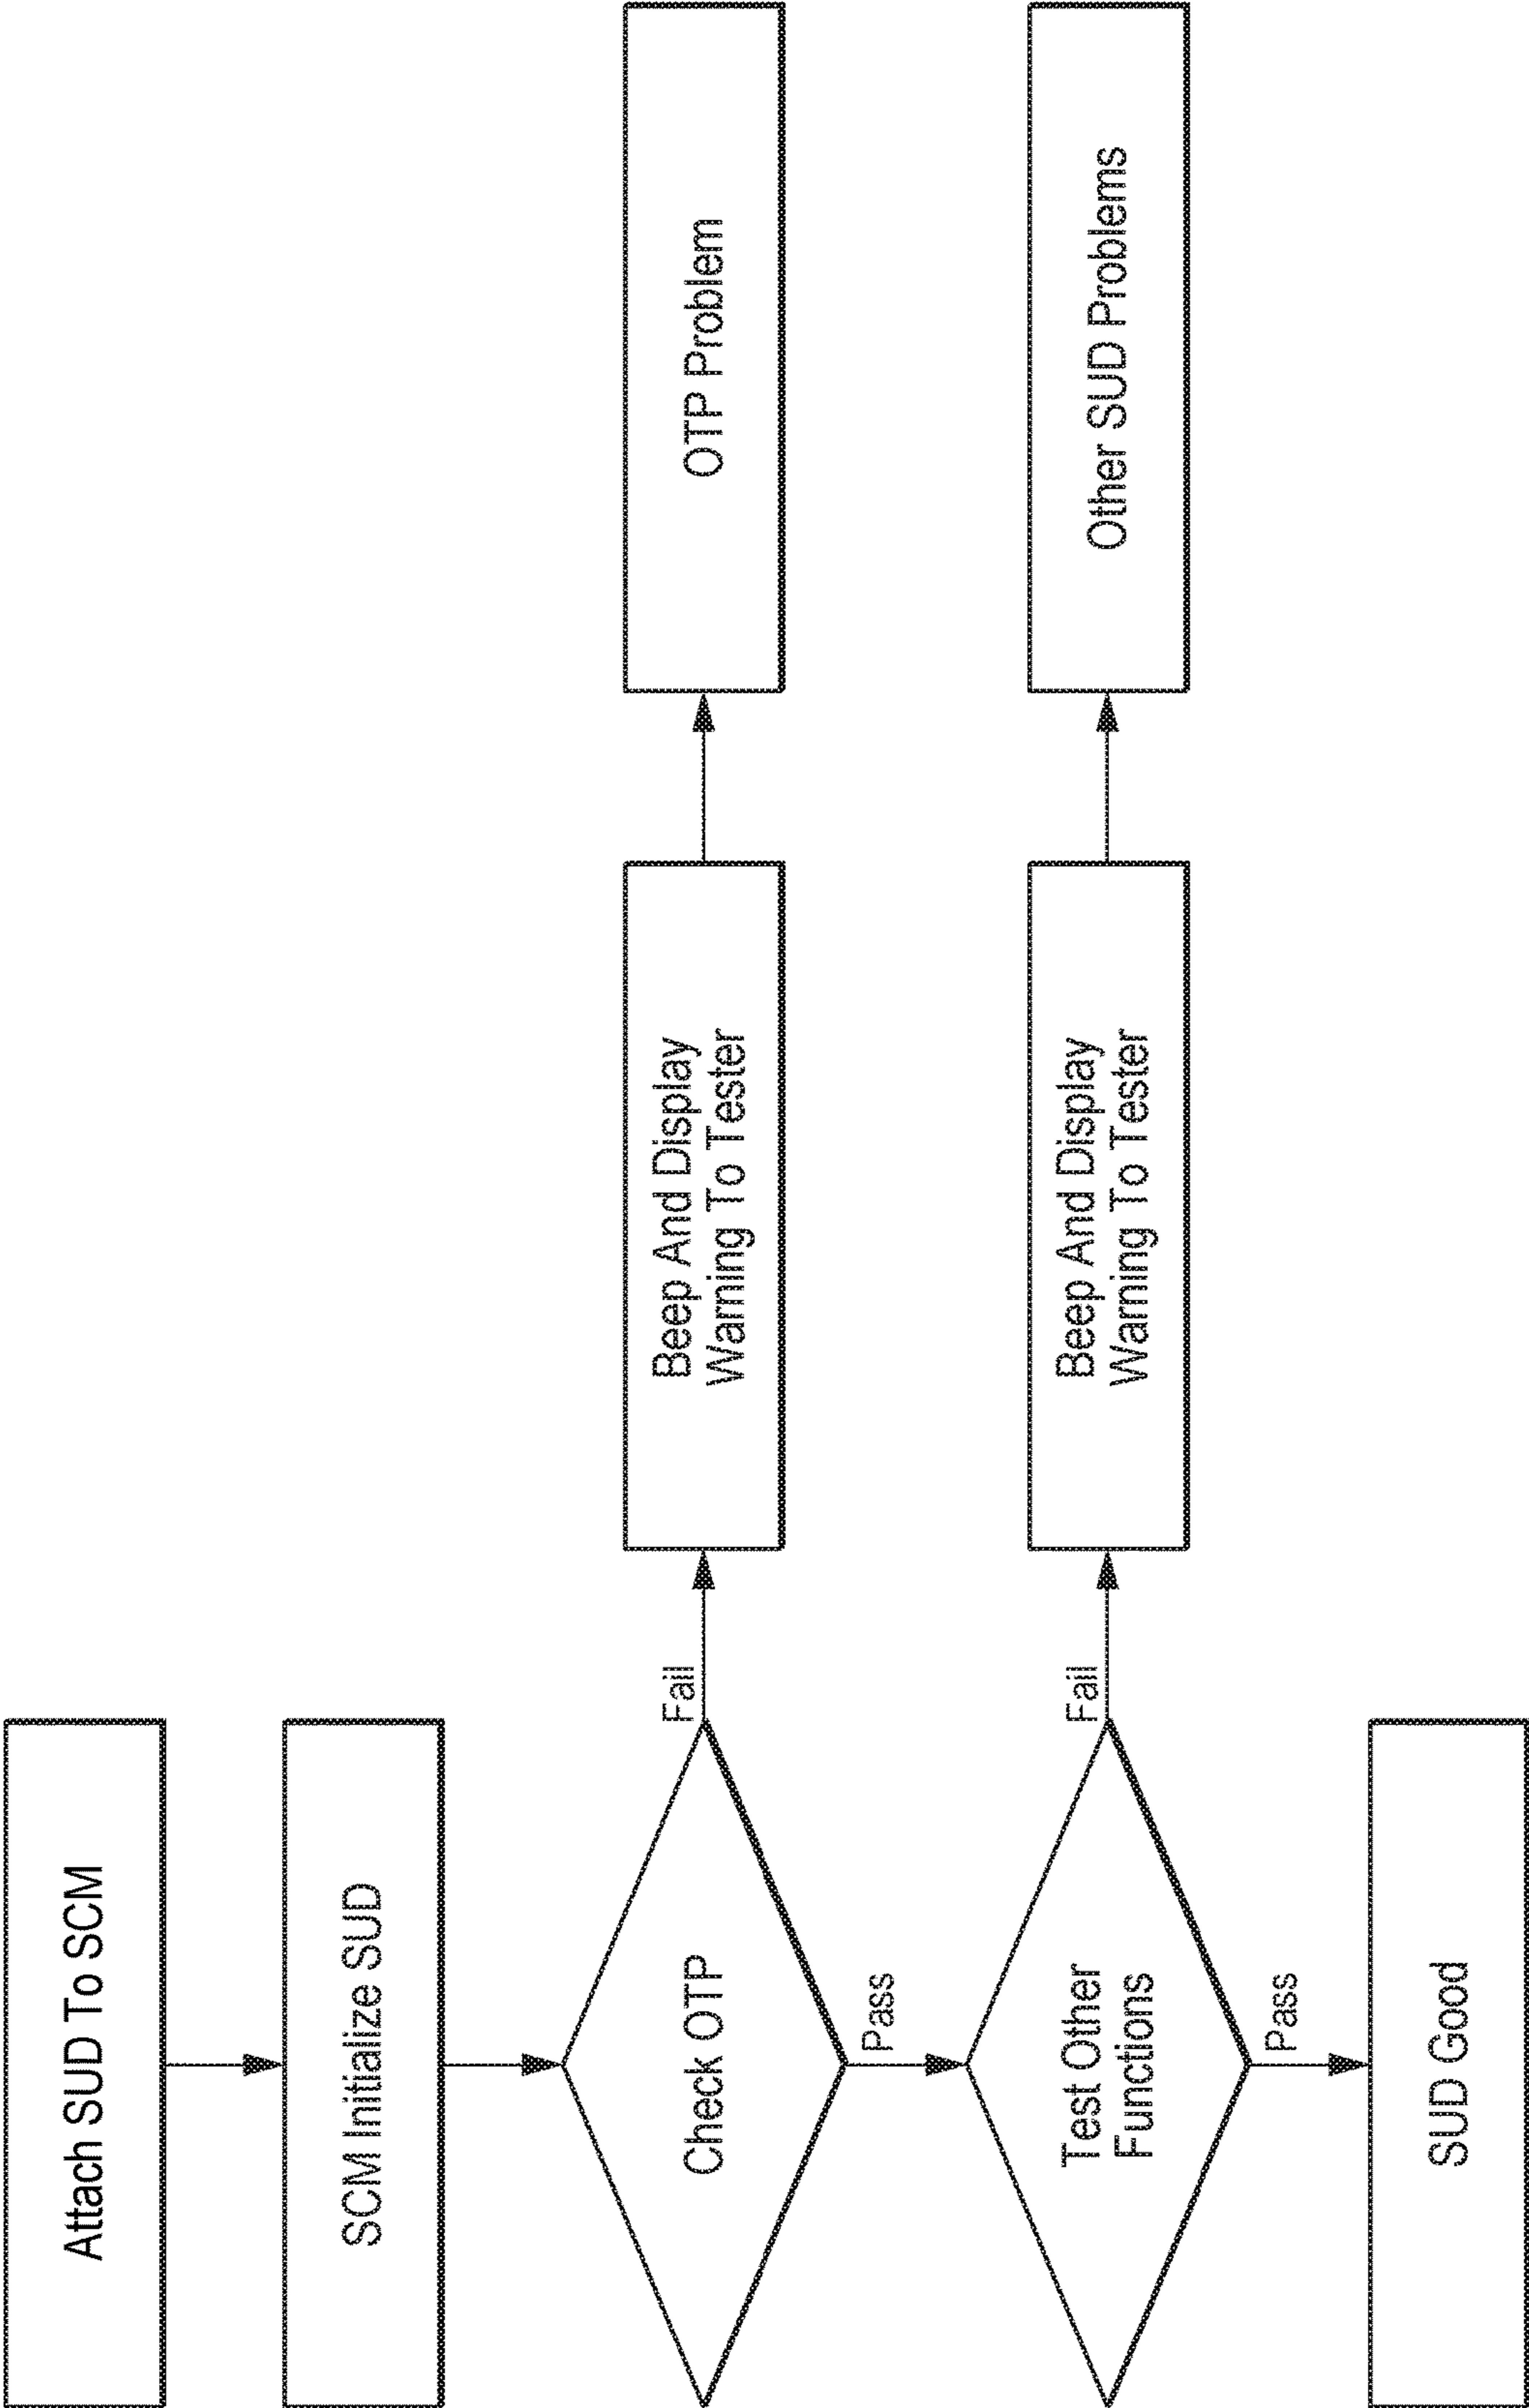 Attach SUD To SCM
SCM Initialize SUD
Check OTP
Fail
Beep And Display
Warning To Tester
OTP Problem
Pass
Test Other
Functions
Fail
Beep And Display
Warning To Tester
Other SUD Problems
Pass
SUD Good